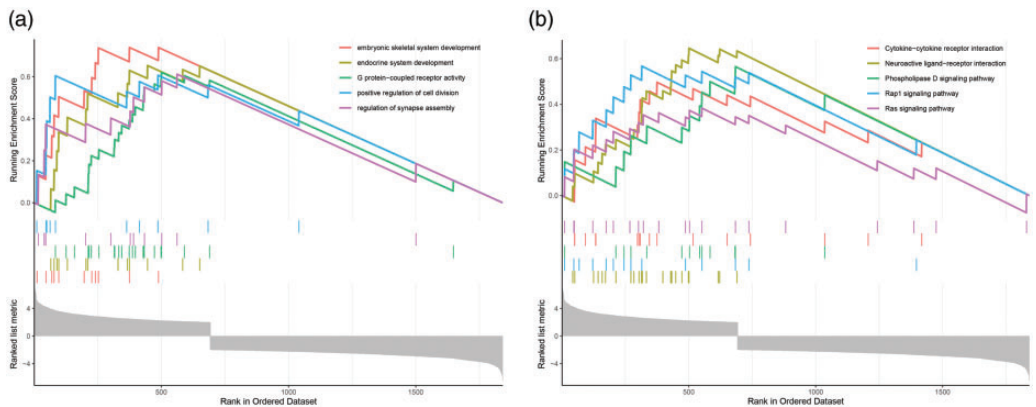 (a)
embryonic skeletal system development
endocrine system development
G protein-coupled receptor activity
positive regulation of cell division
regulation of synapse assembly
Running Enrichment Score
0.6
0.4
0.2
0.0
Ranked list metric
4
0
−4
500
1000
1500
Rank in Ordered Dataset
(b)
Cytokine−cytokine receptor interaction
Neuroactive ligand−receptor interaction
Phospholipase D signaling pathway
Rap1 signaling pathway
Ras signaling pathway
Running Enrichment Score
0.6
0.4
0.2
0.0
Ranked list metric
4
0
−4
500
1000
1500
Rank in Ordered Dataset